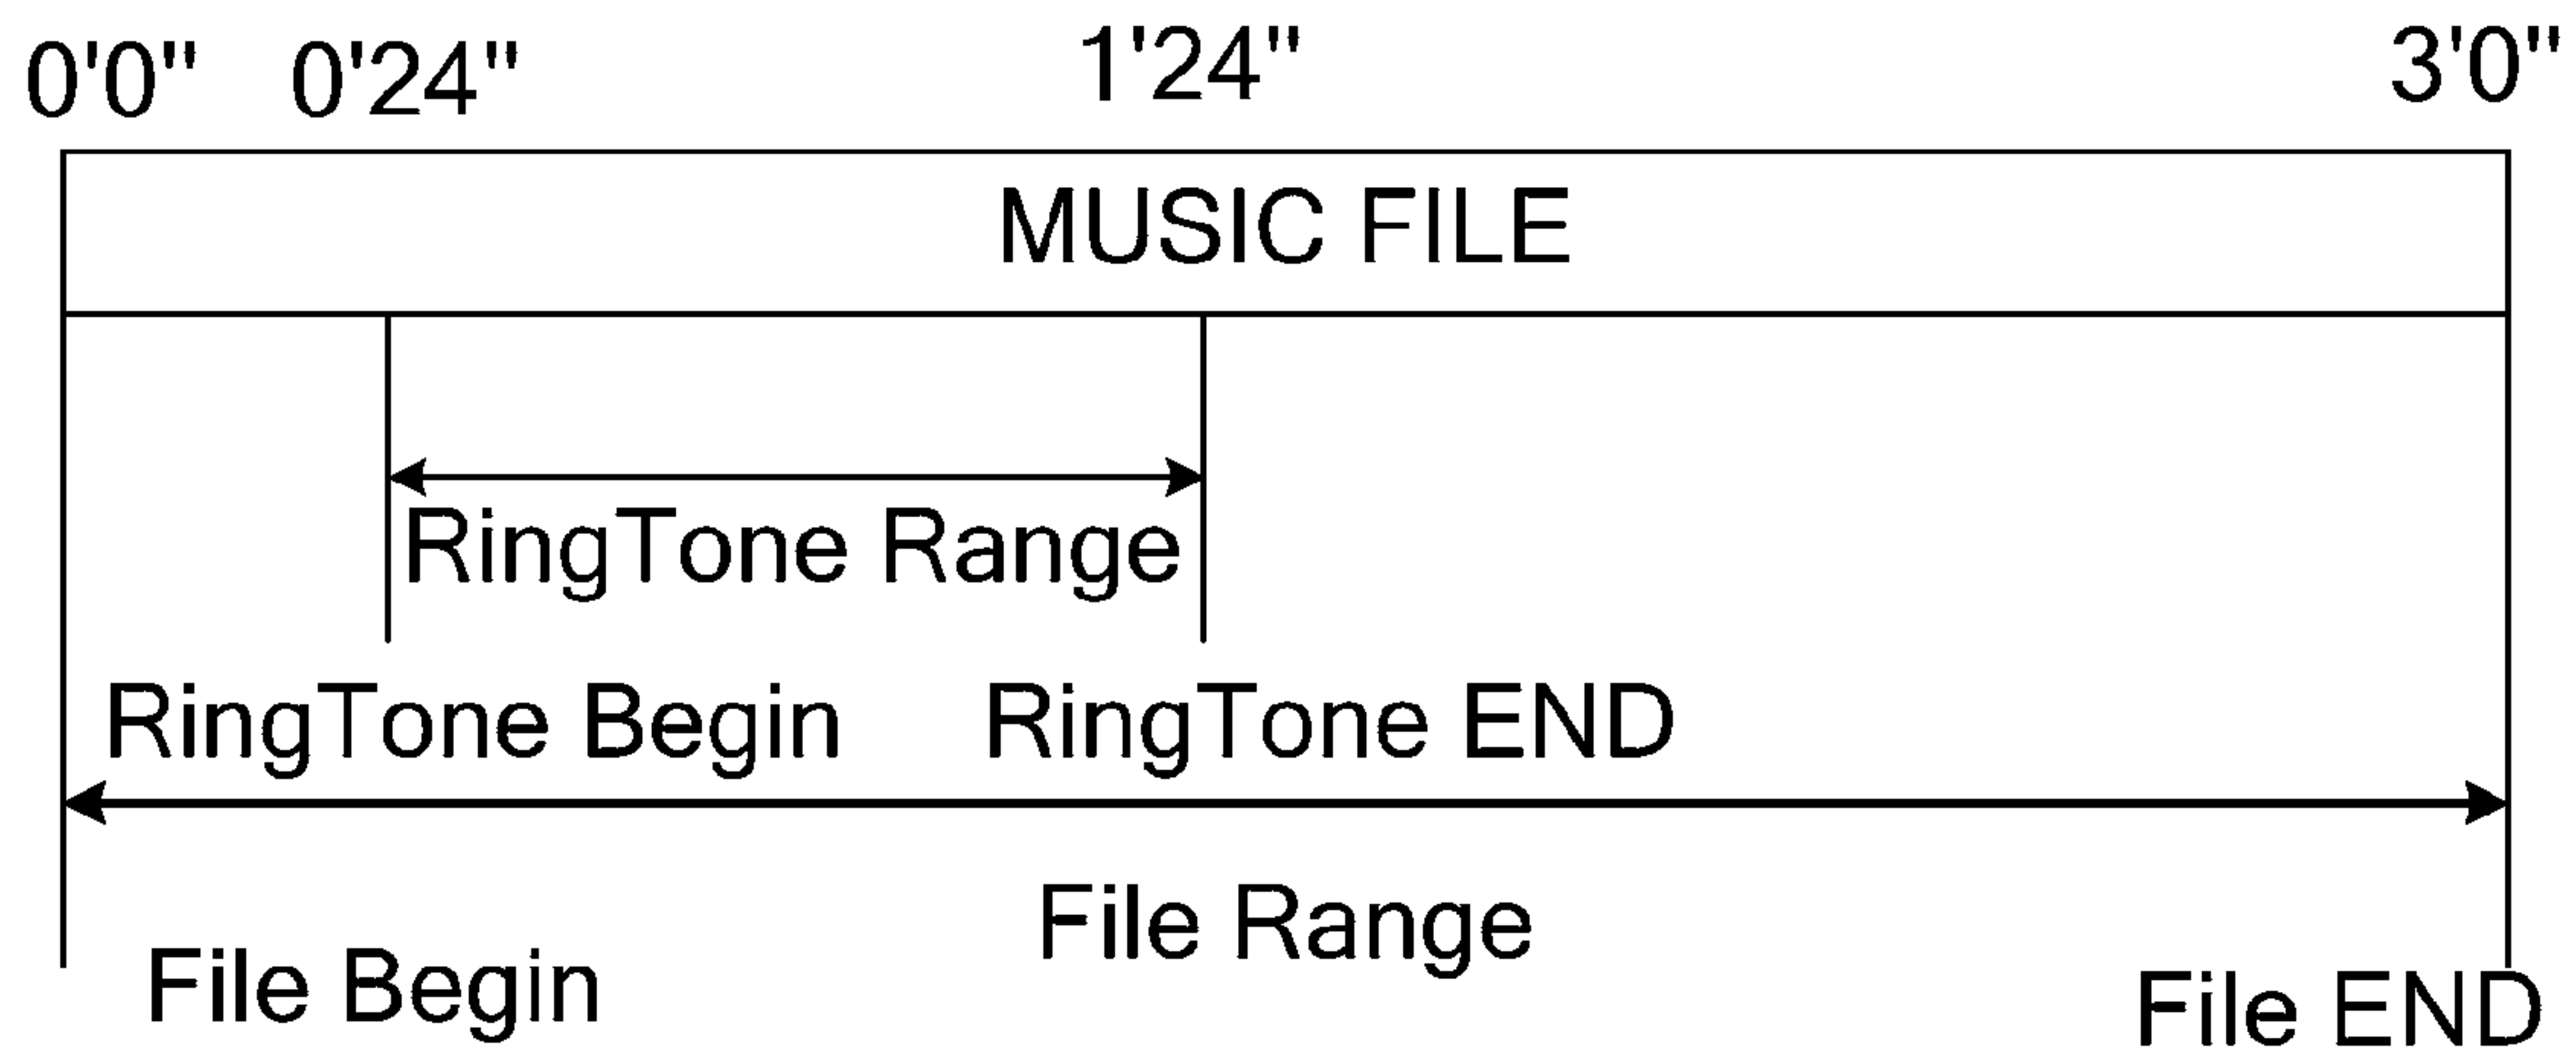 0'0" 0'24" 1'24" 3'0"
MUSIC FILE
RingTone Range
RingTone Begin RingTone END
File Range
File Begin File END